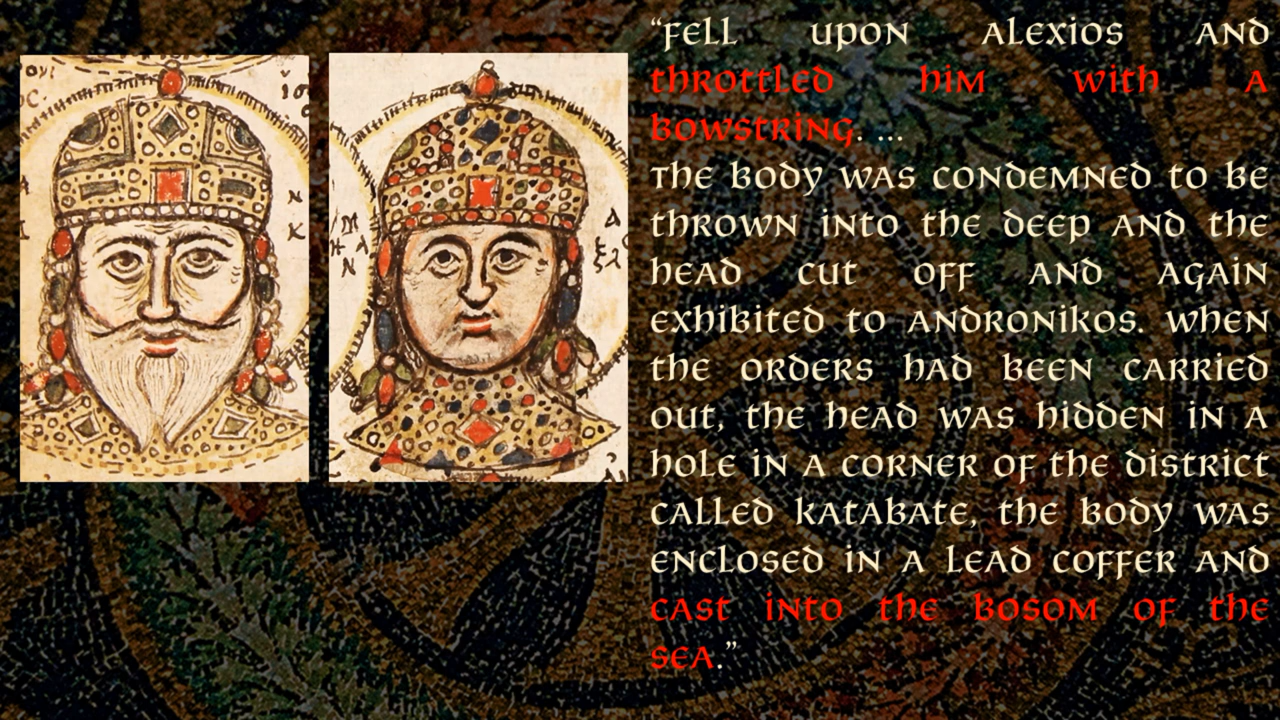 “Fell upon Alexios and
throttled him with a
bowstring. ...
The body was condemned to be
thrown into the deep and the
head cut off and again
exhibited to Andronikos. When
the orders had been carried
out, the head was hidden in a
hole in a corner of the district
called Katabate, the body was
enclosed in a lead coffer and
cast into the bosom of the
sea.”